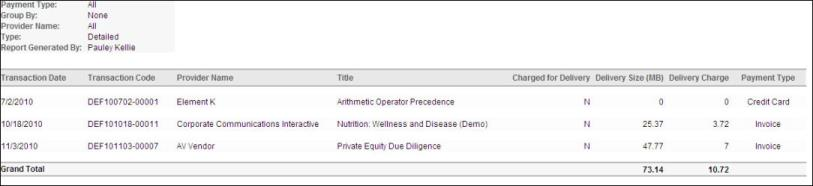 Payment Type: All
Group By: None
Provider Name: All
Type: Detailed
Report Generated By: Pauley Kellie
Transaction Date Transaction Code Provider Name Title Charged for Delivery Delivery Size (MB) Delivery Charge Payment Type
7/2/2010 DEF100702-00001 Element K Arithmetic Operator Precedence N 0 0 Credit Card
10/18/2010 DEF101018-00011 Corporate Communications Interactive Nutrition: Wellness and Disease (Demo) N 25.37 3.72 Invoice
11/3/2010 DEF101103-00007 AV Vendor Private Equity Due Diligence N 47.77 7 Invoice
Grand Total 73.14 10.72